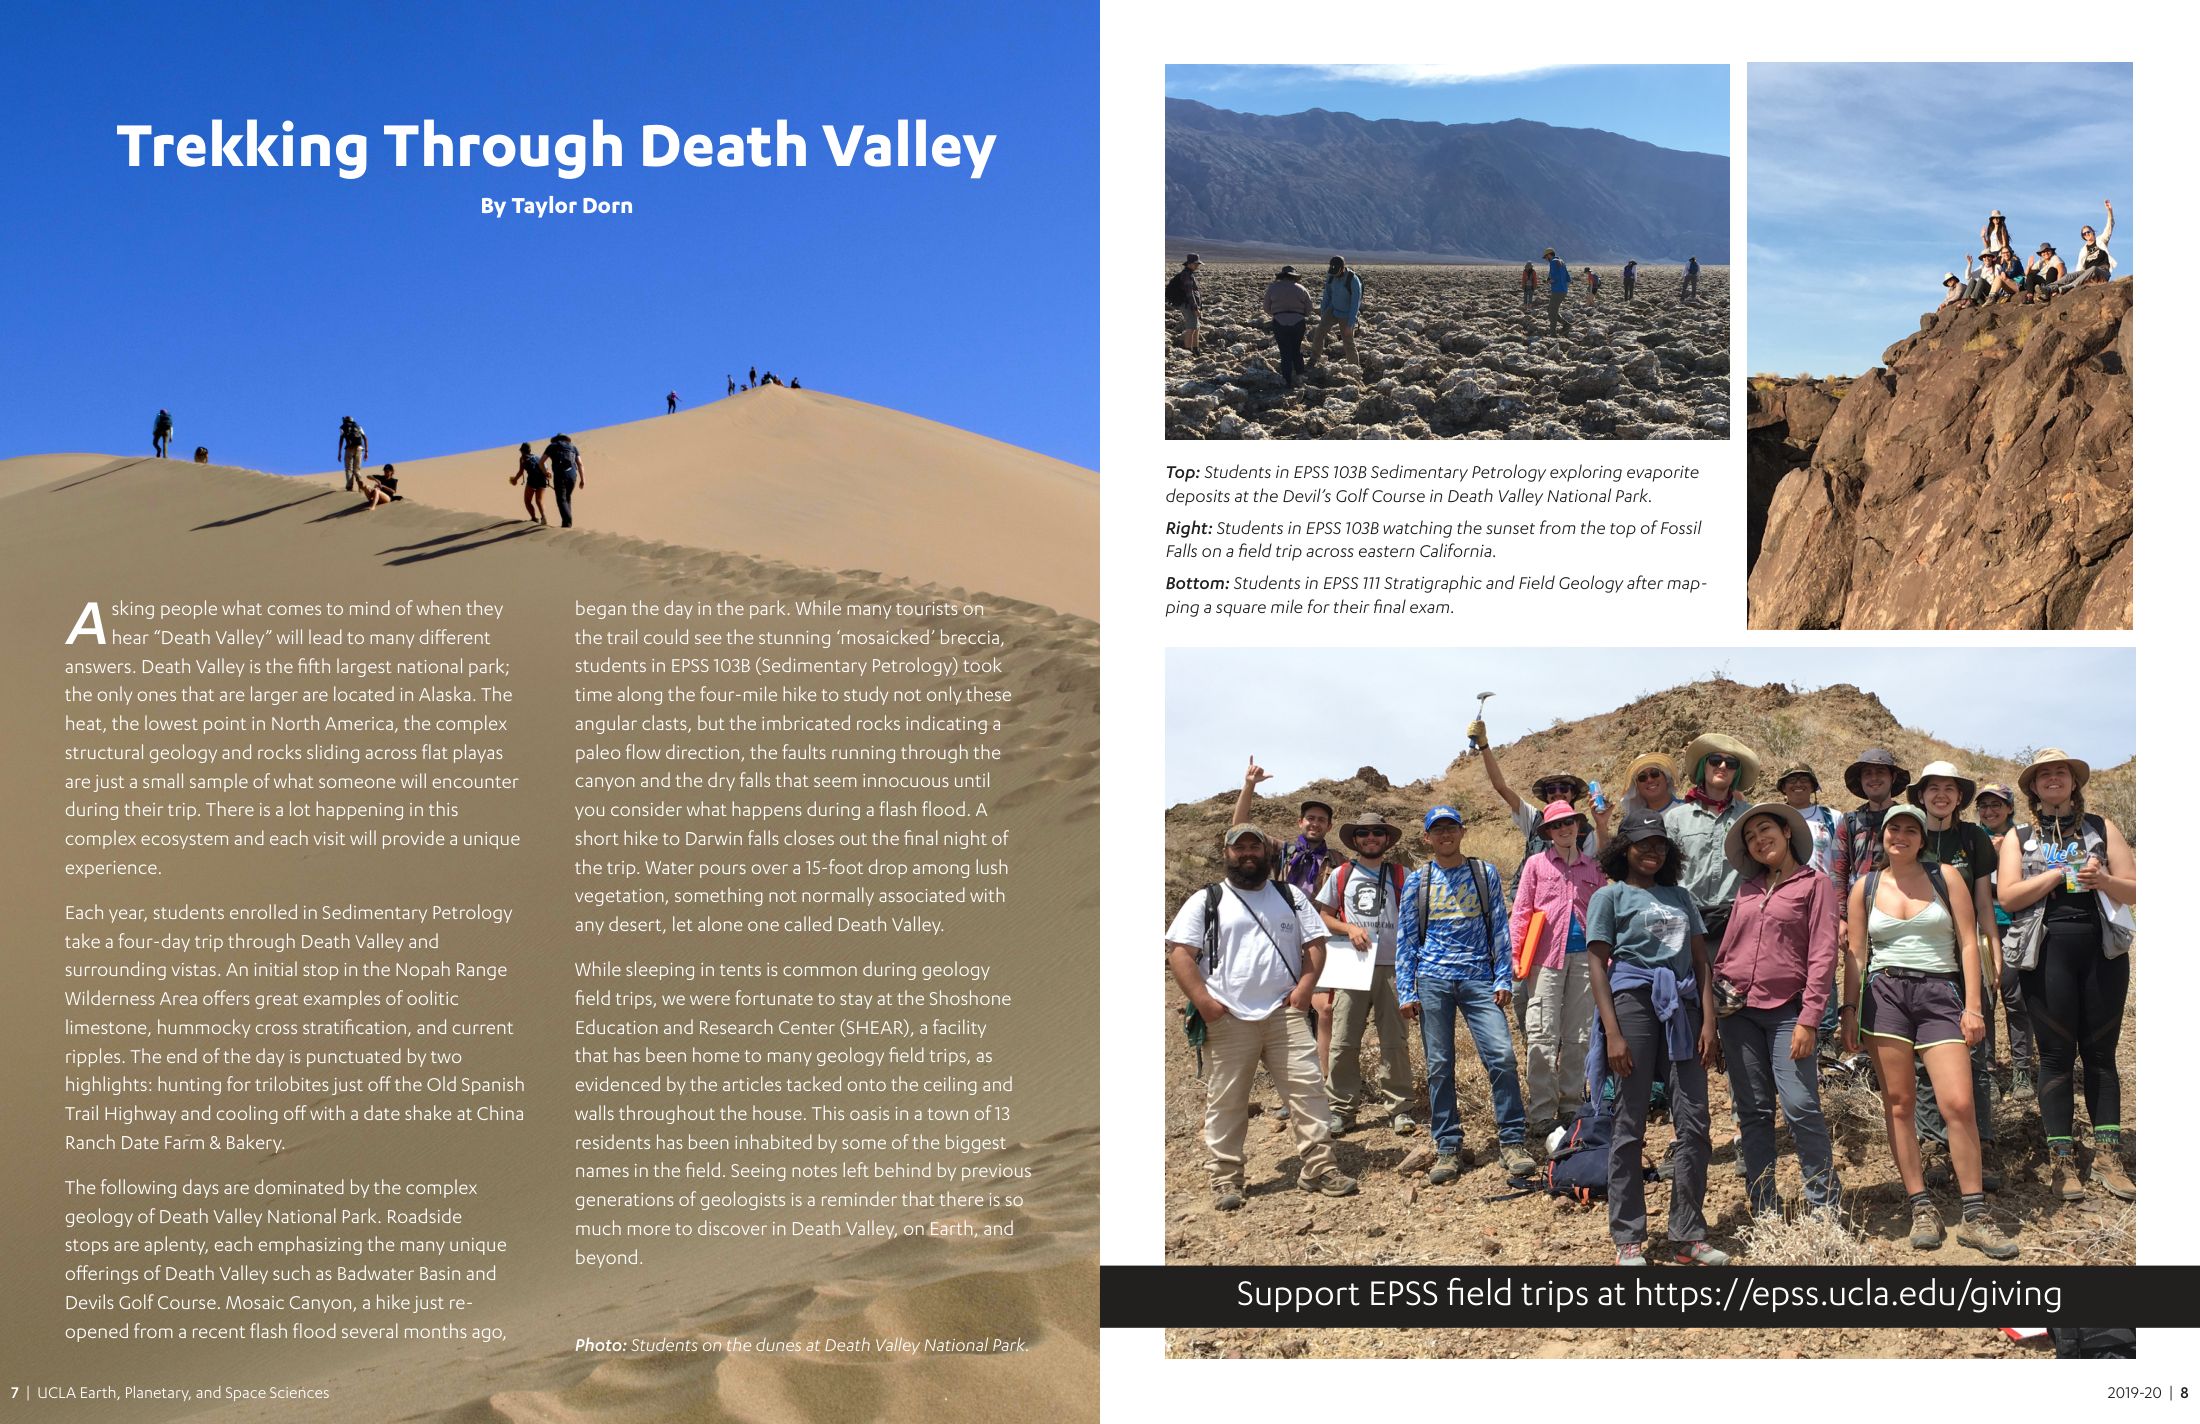 Trekking Through Death Valley
By Taylor Dorn
Asking people what comes to mind of when they
hear “Death Valley” will lead to many different
answers. Death Valley is the fifth largest national park;
the only ones that are larger are located in Alaska. The
heat, the lowest point in North America, the complex
structural geology and rocks sliding across flat playas
are just a small sample of what someone will encounter
during their trip. There is a lot happening in this
complex ecosystem and each visit will provide a unique
experience.
Each year, students enrolled in Sedimentary Petrology
take a four-day trip through Death Valley and
surrounding vistas. An initial stop in the Nopah Range
Wilderness Area offers great examples of oolitic
limestone, hummocky cross stratification, and current
ripples. The end of the day is punctuated by two
highlights: hunting for trilobites just off the Old Spanish
Trail Highway and cooling off with a date shake at China
Ranch Date Farm & Bakery.
The following days are dominated by the complex
geology of Death Valley National Park. Roadside
stops are aplenty, each emphasizing the many unique
offerings of Death Valley such as Badwater Basin and
Devils Golf Course. Mosaic Canyon, a hike just re-
opened from a recent flash flood several months ago,
began the day in the park. While many tourists on
the trail could see the stunning ‘mosaicked’ breccia,
students in EPSS 103B (Sedimentary Petrology) took
time along the four-mile hike to study not only these
angular clasts, but the imbricated rocks indicating a
paleo flow direction, the faults running through the
canyon and the dry falls that seem innocuous until
you consider what happens during a flash flood. A
short hike to Darwin falls closes out the final night of
the trip. Water pours over a 15-foot drop among lush
vegetation, something not normally associated with
any desert, let alone one called Death Valley.
While sleeping in tents is common during geology
field trips, we were fortunate to stay at the Shoshone
Education and Research Center (SHEAR), a facility
that has been home to many geology field trips, as
evidenced by the articles tacked onto the ceiling and
walls throughout the house. This oasis in a town of 13
residents has been inhabited by some of the biggest
names in the field. Seeing notes left behind by previous
generations of geologists is a reminder that there is so
much more to discover in Death Valley, on Earth, and
beyond.
Photo: Students on the dunes at Death Valley National Park.
7 | UCLA Earth, Planetary, and Space Sciences
Top: Students in EPSS 103B Sedimentary Petrology exploring evaporite
deposits at the Devil’s Golf Course in Death Valley National Park.
Right: Students in EPSS 103B watching the sunset from the top of Fossil
Falls on a field trip across eastern California.
Bottom: Students in EPSS 111 Stratigraphic and Field Geology after map-
ping a square mile for their final exam.
Ucla
Support EPSS field trips at https://epss.ucla.edu/giving
2019-20 | 8